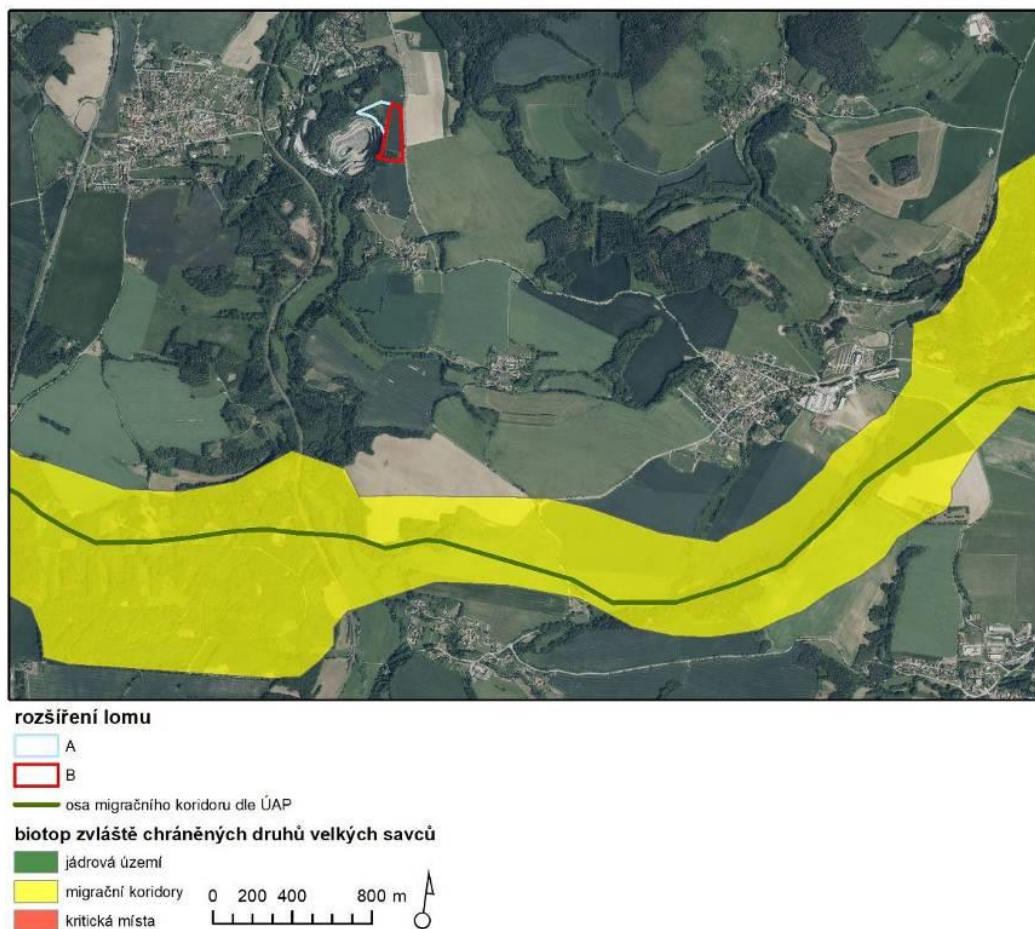 rozšíření lomu
A
B
osa migračního koridoru dle ÚAP
biotop zvláště chráněných druhů velkých savců
jádrová území
migrační koridory
kritická místa
0 200 400 800 m